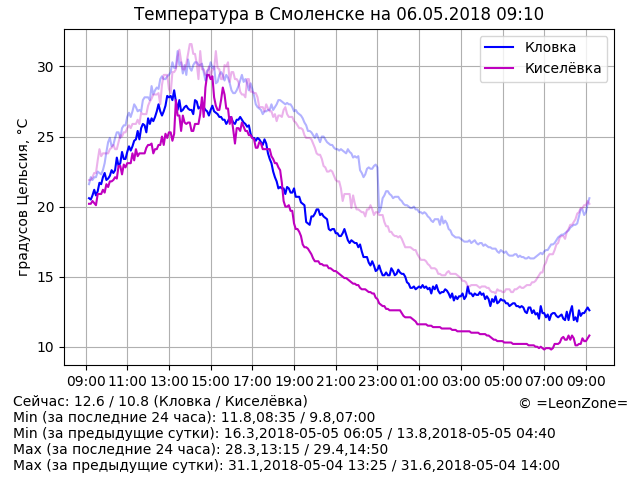 Температура в Смоленске на 06.05.2018 09:10
Кловка
Киселёвка
градусов Цельсия, °C
30
25
20
15
10
09:00 11:00 13:00 15:00 17:00 19:00 21:00 23:00 01:00 03:00 05:00 07:00 09:00
Сейчас: 12.6 / 10.8 (Кловка / Киселёвка)
© =LeonZone=
Min (за последние 24 часа): 11.8,08:35 / 9.8,07:00
Min (за предыдущие сутки): 16.3,2018-05-05 06:05 / 13.8,2018-05-05 04:40
Max (за последние 24 часа): 28.3,13:15 / 29.4,14:50
Max (за предыдущие сутки): 31.1,2018-05-04 13:25 / 31.6,2018-05-04 14:00